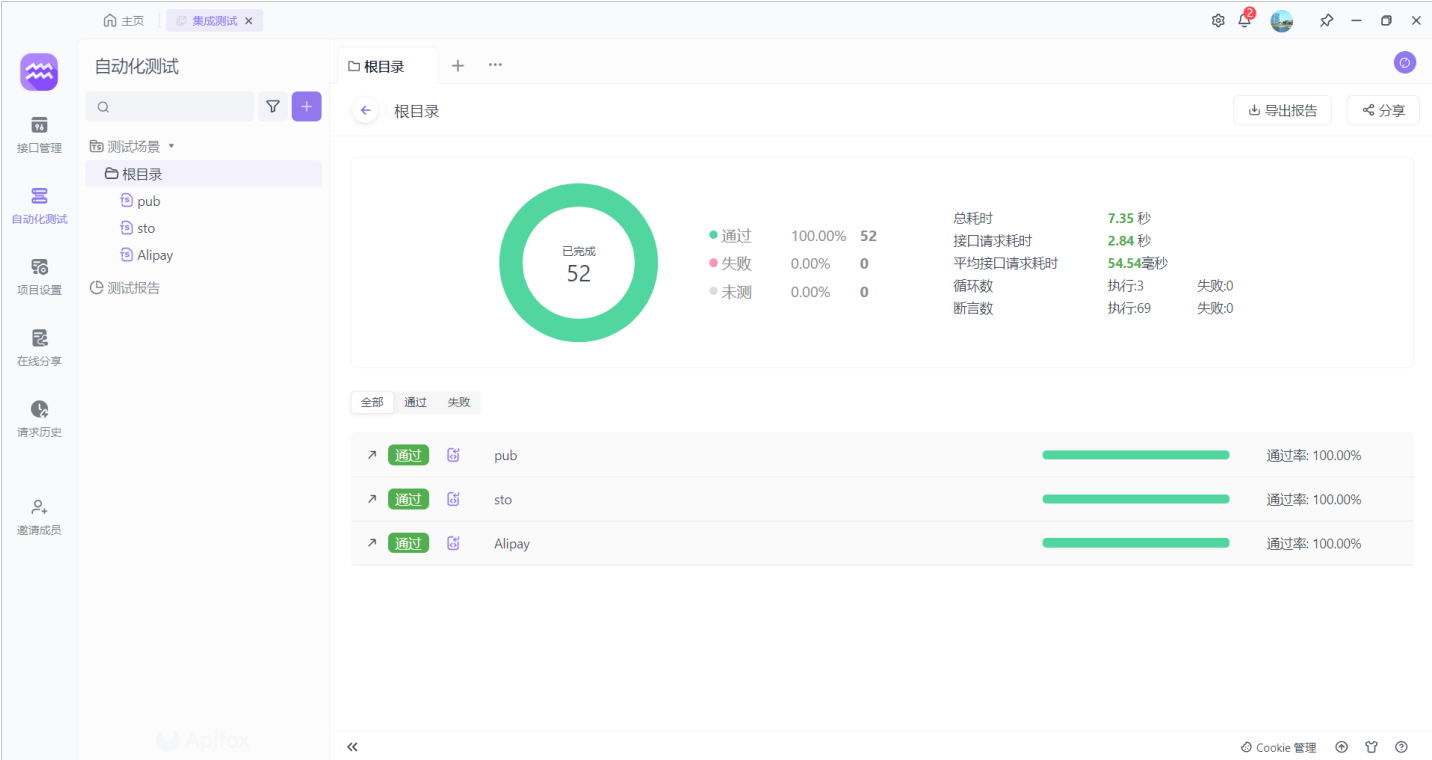 主页
集成测试
2
自动化测试
根目录
根目录
导出报告
分享
接口管理
自动化测试
项目设置
在线分享
请求历史
邀请成员
测试场景
根目录
pub
sto
Alipay
测试报告
已完成
52
通过 100.00% 52
失败 0.00% 0
未测 0.00% 0
总耗时 7.35 秒
接口请求耗时 2.84 秒
平均接口请求耗时 54.54毫秒
循环数 执行:3 失败:0
断言数 执行:69 失败:0
全部 通过 失败
通过 pub 通过率: 100.00%
通过 sto 通过率: 100.00%
通过 Alipay 通过率: 100.00%
Apifox
Cookie 管理